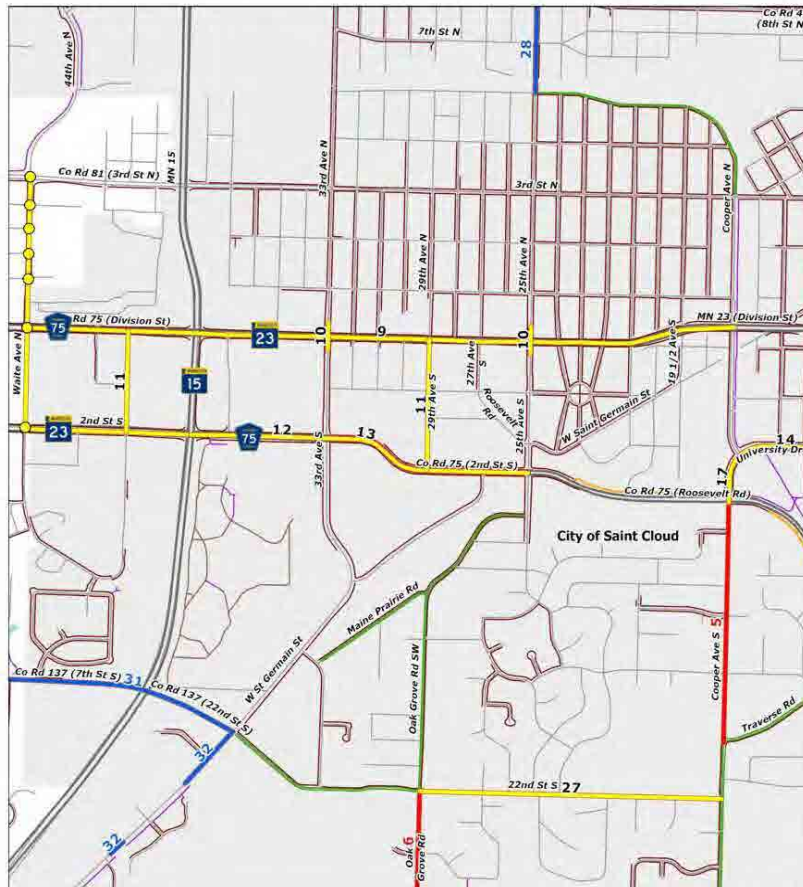 Co Rd 4
(8th St N
7th St N
28
44th Ave N
Co Rd 81 (3rd St N)
MN 15
33rd Ave N
3rd St N
Cooper Ave N
29th Ave N
25th Ave N
75
Rd 75 (Division St)
23
10
9
10
MN 23 (Division St)
Waite Ave N
11
15
27th Ave S
19 1/2 Ave S
Roosevelt Rd
29th Ave S
11
25th Ave S
W Saint Germain St
23
2nd St S
75
12
13
33rd Ave S
Co Rd 75 (2nd St S)
14
University Dr
17
Co Rd 75 (Roosevelt Rd)
City of Saint Cloud
Maine Prairie Rd
5
Cooper Ave S
Oak Grove Rd SW
W St Germain St
Co Rd 137 (7th St S)
31
Co Rd 137 (22nd St S)
Traverse Rd
32
22nd St S
27
32
6
Oak
Grove Rd